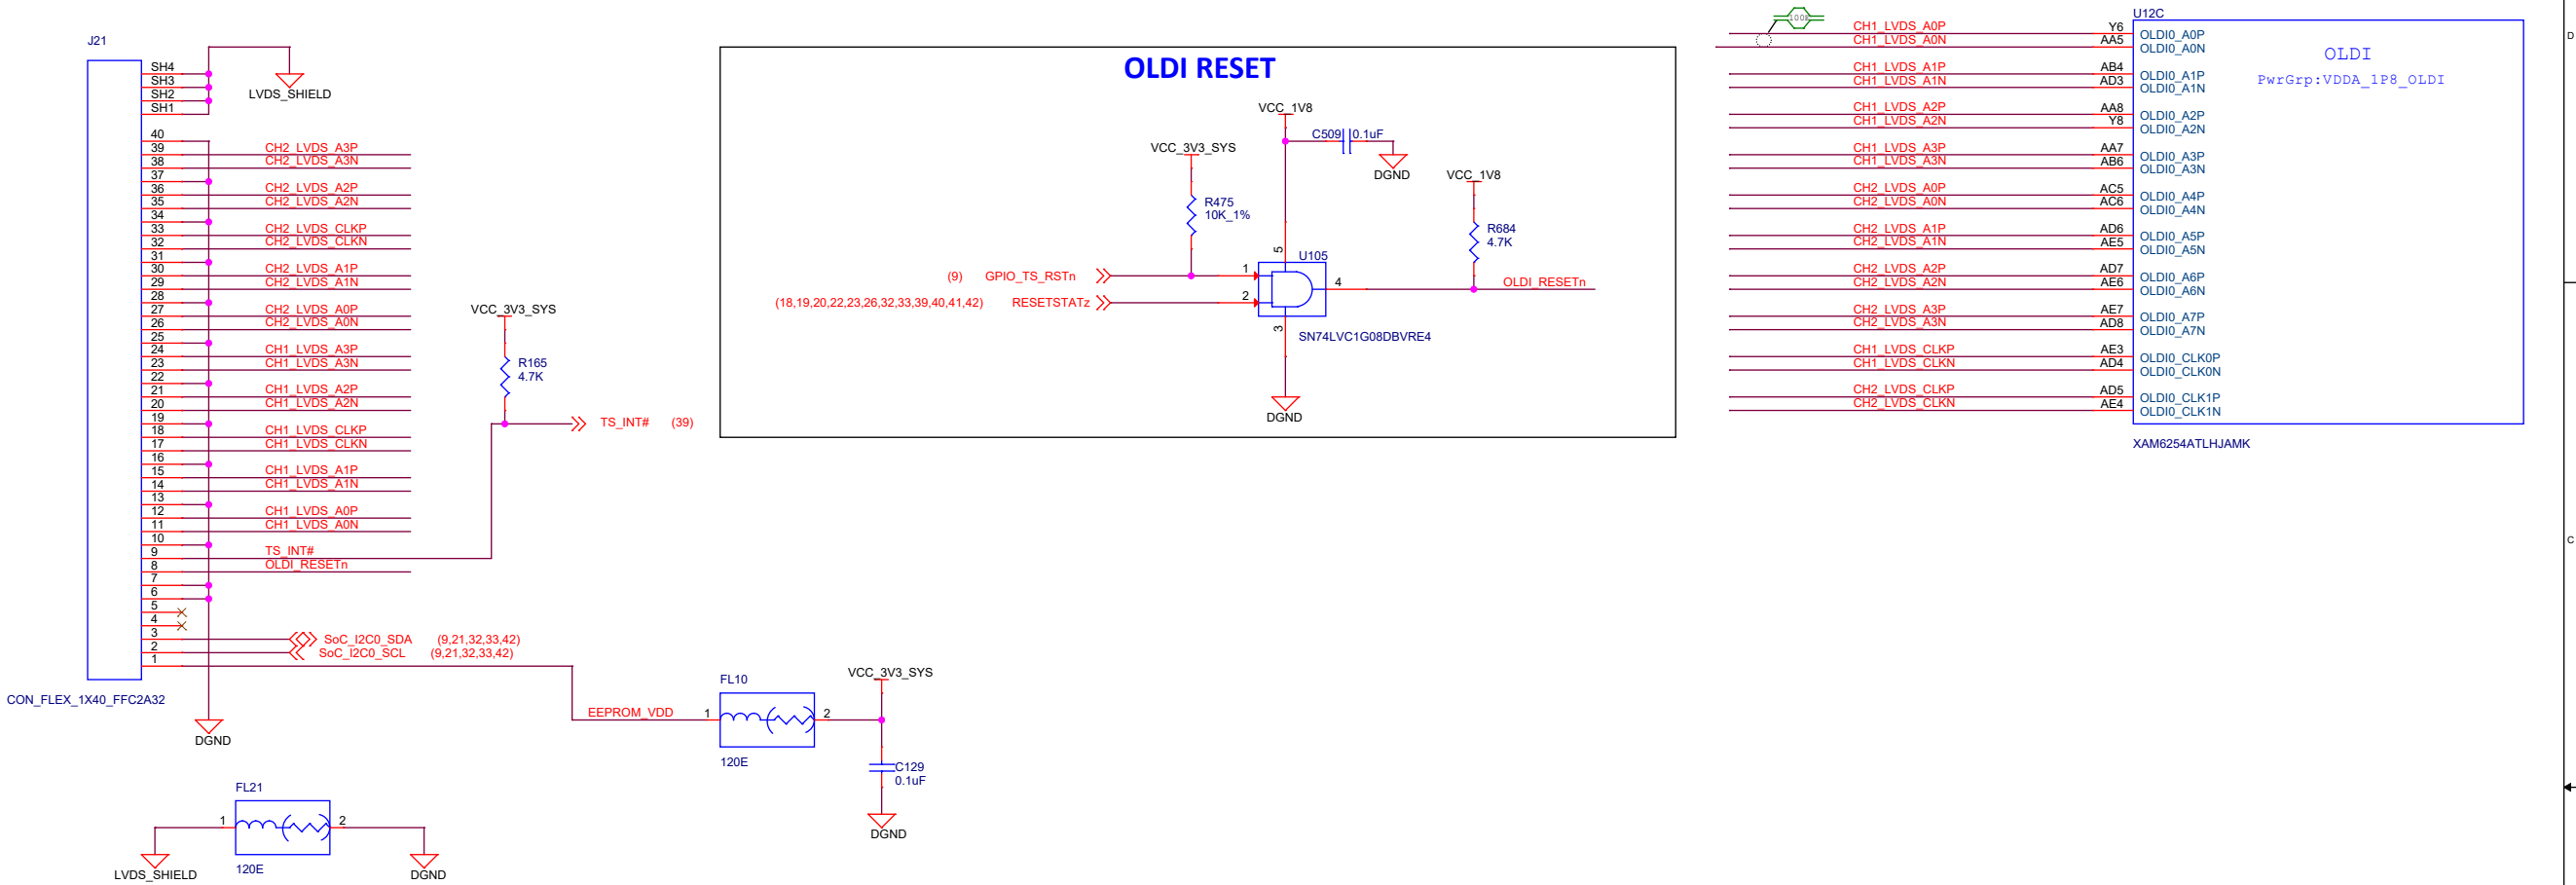 J21
SH4
SH3
SH2
SH1
LVDS_SHIELD
40
39 CH2_LVDS_A3P
38 CH2_LVDS_A3N
37
36 CH2_LVDS_A2P
35 CH2_LVDS_A2N
34
33 CH2_LVDS_CLKP
32 CH2_LVDS_CLKN
31
30 CH2_LVDS_A1P
29 CH2_LVDS_A1N
28
27 CH2_LVDS_A0P
26 CH2_LVDS_A0N
25
24 CH1_LVDS_A3P
23 CH1_LVDS_A3N
22
21 CH1_LVDS_A2P
20 CH1_LVDS_A2N
19
18 CH1_LVDS_CLKP
17 CH1_LVDS_CLKN
16
15 CH1_LVDS_A1P
14 CH1_LVDS_A1N
13
12 CH1_LVDS_A0P
11 CH1_LVDS_A0N
10
9 TS_INT#
8 OLDI_RESETn
7
6
5
4
3 SoC_I2C0_SDA (9,21,32,33,42)
2 SoC_I2C0_SCL (9,21,32,33,42)
1
CON_FLEX_1X40_FFC2A32
DGND
VCC_3V3_SYS
R165
4.7K
TS_INT# (39)
EEPROM_VDD
FL10
1 2
120E
VCC_3V3_SYS
C129
0.1uF
DGND
FL21
1 2
120E
LVDS_SHIELD
DGND
OLDI RESET
VCC_1V8
C509 0.1uF
DGND
VCC_3V3_SYS
R475
10K_1%
VCC_1V8
R684
4.7K
5
U105
(9) GPIO_TS_RSTn 1
4 OLDI_RESETn
(18,19,20,22,23,26,32,33,39,40,41,42) RESETSTATz 2
3
SN74LVC1G08DBVRE4
DGND
U12C
OLDI
PwrGrp:VDDA_1P8_OLDI
CH1_LVDS_A0P Y6 OLDI0_A0P
CH1_LVDS_A0N AA5 OLDI0_A0N
CH1_LVDS_A1P AB4 OLDI0_A1P
CH1_LVDS_A1N AD3 OLDI0_A1N
CH1_LVDS_A2P AA8 OLDI0_A2P
CH1_LVDS_A2N Y8 OLDI0_A2N
CH1_LVDS_A3P AA7 OLDI0_A3P
CH1_LVDS_A3N AB6 OLDI0_A3N
CH2_LVDS_A0P AC5 OLDI0_A4P
CH2_LVDS_A0N AC6 OLDI0_A4N
CH2_LVDS_A1P AD6 OLDI0_A5P
CH2_LVDS_A1N AE5 OLDI0_A5N
CH2_LVDS_A2P AD7 OLDI0_A6P
CH2_LVDS_A2N AE6 OLDI0_A6N
CH2_LVDS_A3P AE7 OLDI0_A7P
CH2_LVDS_A3N AD8 OLDI0_A7N
CH1_LVDS_CLKP AE3 OLDI0_CLK0P
CH1_LVDS_CLKN AD4 OLDI0_CLK0N
CH2_LVDS_CLKP AD5 OLDI0_CLK1P
CH2_LVDS_CLKN AE4 OLDI0_CLK1N
XAM6254ATLHJAMK
D
C